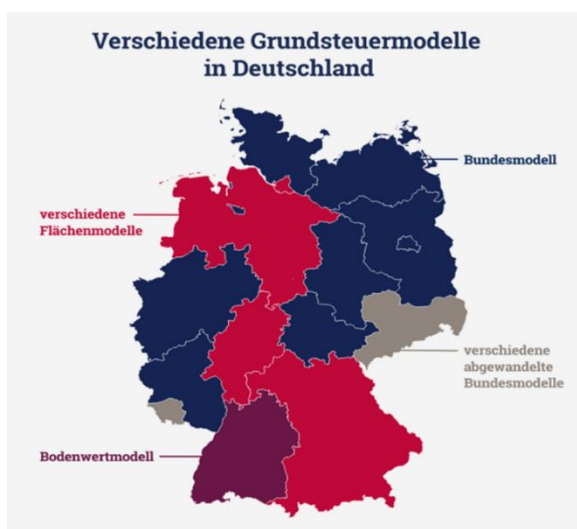 Verschiedene Grundsteuermodelle
in Deutschland
Bundesmodell
verschiedene
Flächenmodelle
verschiedene
abgewandelte
Bundesmodelle
Bodenwertmodell